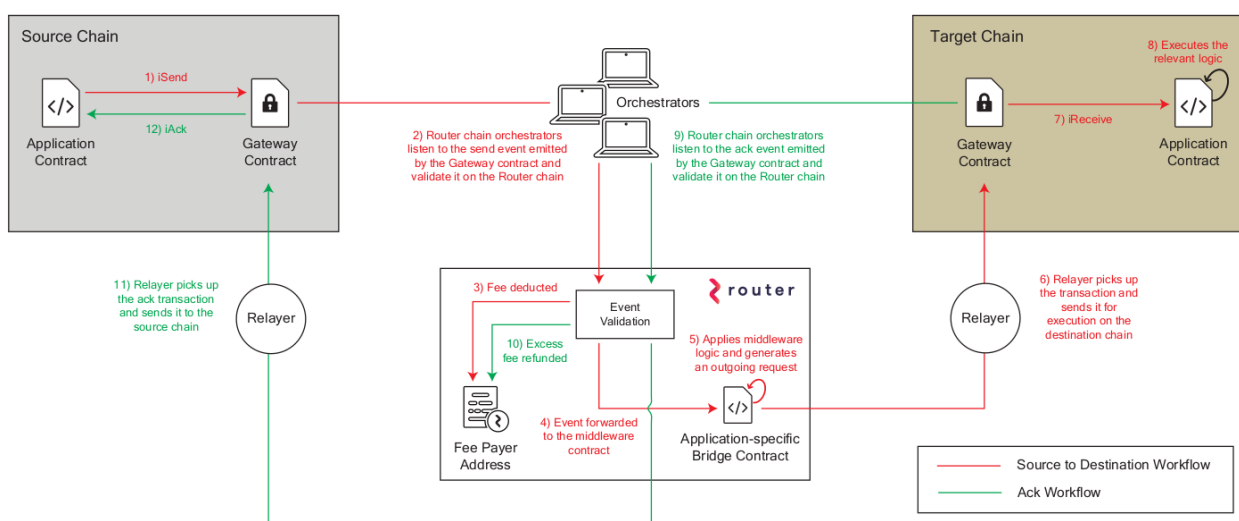 Source Chain
1) iSend
12) iAck
Application
Contract
Gateway
Contract
Orchestrators
2) Router chain orchestrators
listen to the send event emitted
by the Gateway contract and
validate it on the Router chain
9) Router chain orchestrators
listen to the ack event emitted
by the Gateway contract and
validate it on the Router chain
Target Chain
8) Executes the
relevant logic
7) iReceive
Gateway
Contract
Application
Contract
11) Relayer picks up
the ack transaction
and sends it to the
source chain
Relayer
router
3) Fee deducted
Event
Validation
10) Excess
fee refunded
5) Applies middleware
logic and generates
an outgoing request
4) Event forwarded
to the middleware
contract
Fee Payer
Address
Application-specific
Bridge Contract
Relayer
6) Relayer picks up
the transaction and
sends it for
execution on the
destination chain
Source to Destination Workflow
Ack Workflow